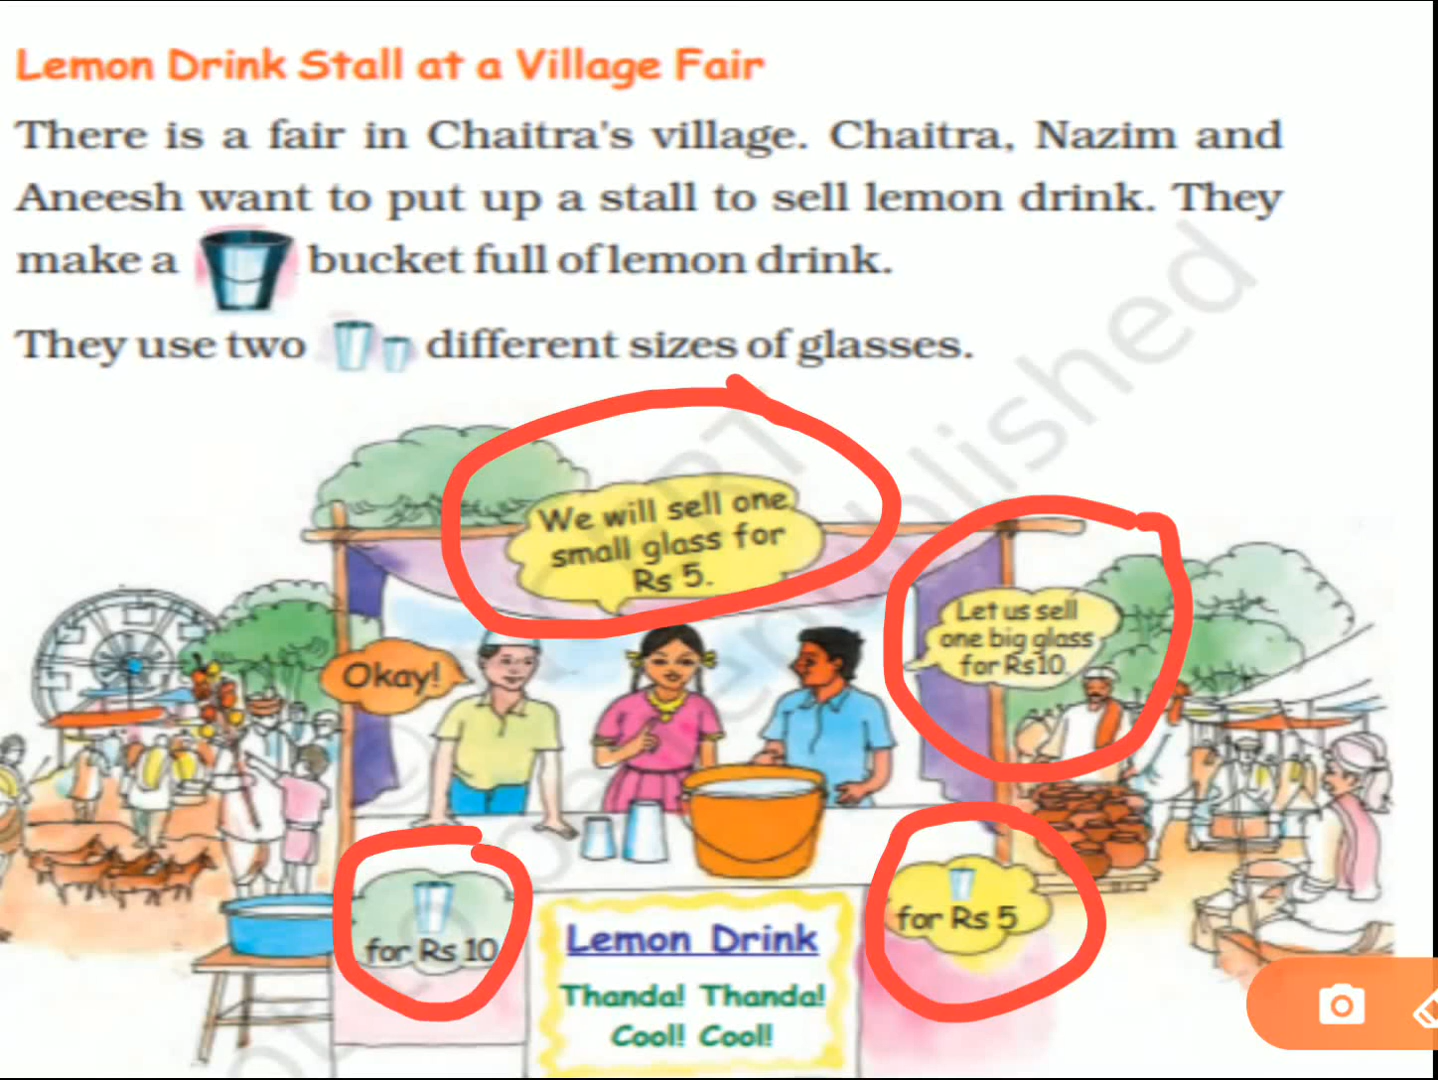 Lemon Drink Stall at a Village Fair
There is a fair in Chaitra's village. Chaitra, Nazim and
Aneesh want to put up a stall to sell lemon drink. They
make a bucket full of lemon drink.
They use two different sizes of glasses.
We will sell one
small glass for
Rs 5.
Let us sell
one big glass
for Rs10.
Okay!
for Rs 10
for Rs 5
Lemon Drink
Thanda! Thanda!
Cool! Cool!